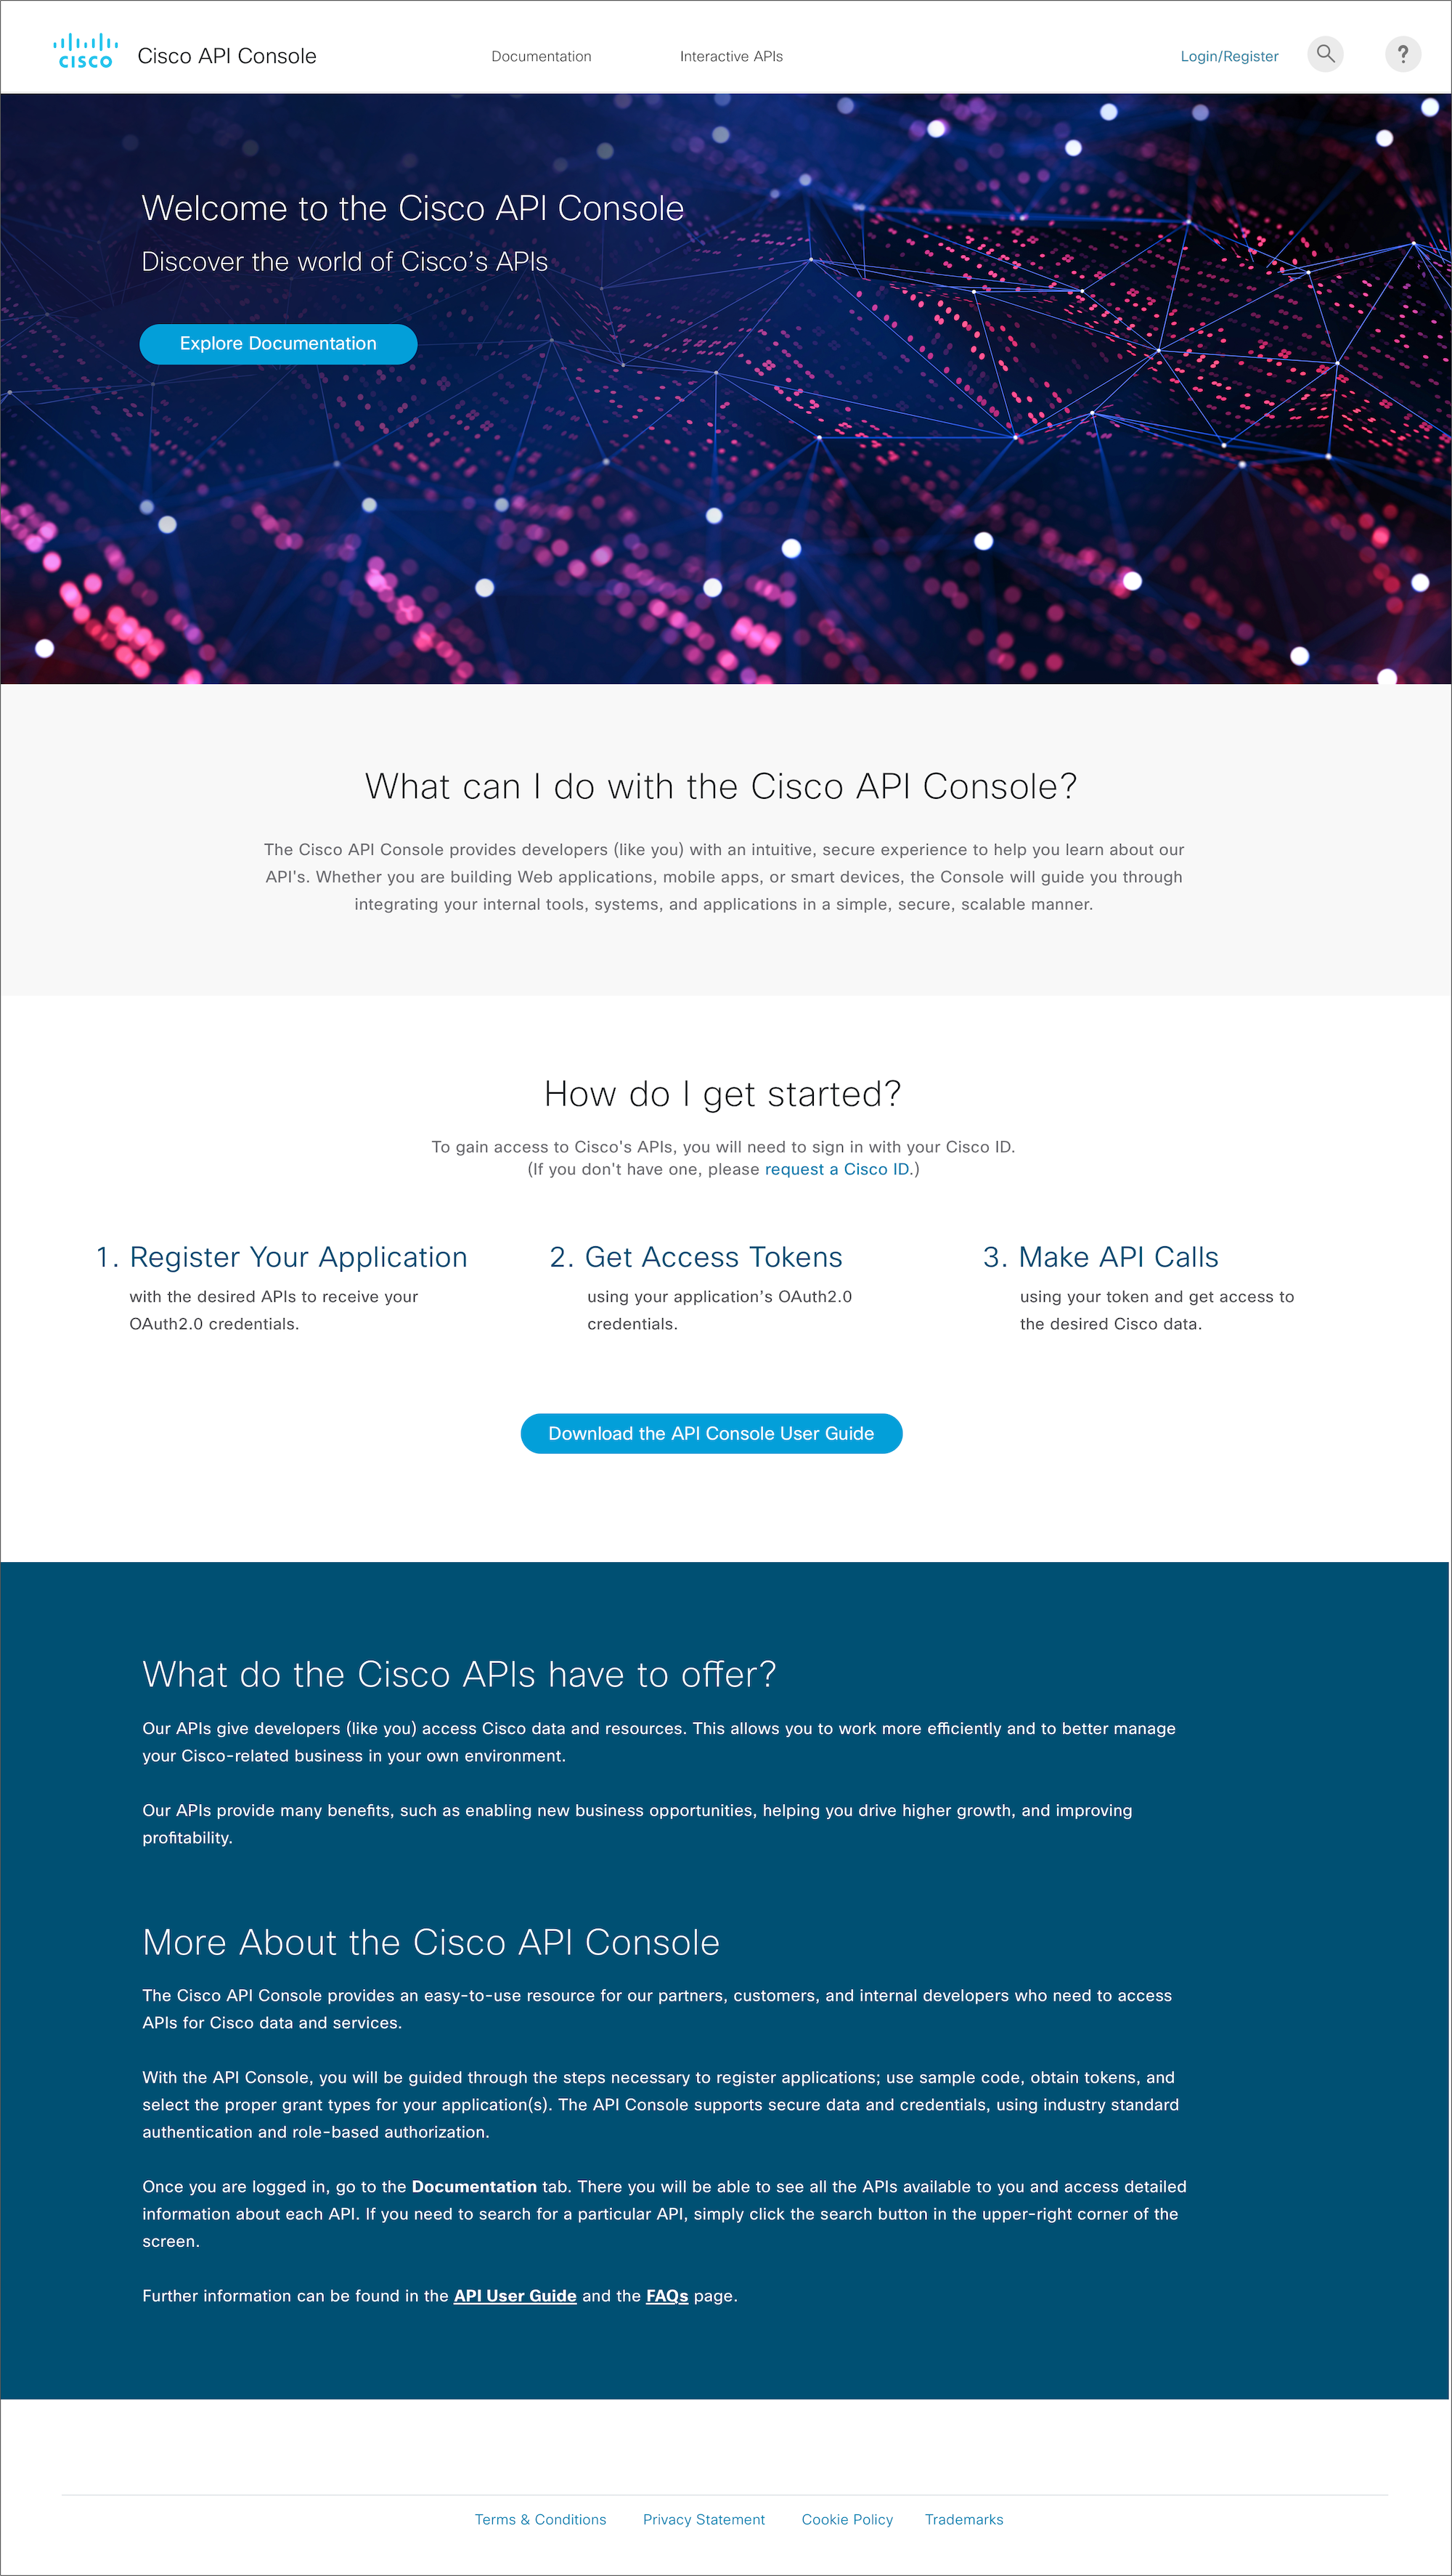 cisco
Cisco API Console
Documentation
Interactive APIs
Login/Register
?
Welcome to the Cisco API Console
Discover the world of Cisco’s APIs
Explore Documentation
What can I do with the Cisco API Console?
The Cisco API Console provides developers (like you) with an intuitive, secure experience to help you learn about our
API's. Whether you are building Web applications, mobile apps, or smart devices, the Console will guide you through
integrating your internal tools, systems, and applications in a simple, secure, scalable manner.
How do I get started?
To gain access to Cisco's APIs, you will need to sign in with your Cisco ID.
(If you don't have one, please request a Cisco ID.)
1. Register Your Application
with the desired APIs to receive your
OAuth2.0 credentials.
2. Get Access Tokens
using your application’s OAuth2.0
credentials.
3. Make API Calls
using your token and get access to
the desired Cisco data.
Download the API Console User Guide
What do the Cisco APIs have to offer?
Our APIs give developers (like you) access Cisco data and resources. This allows you to work more efficiently and to better manage
your Cisco-related business in your own environment.
Our APIs provide many benefits, such as enabling new business opportunities, helping you drive higher growth, and improving
profitability.
More About the Cisco API Console
The Cisco API Console provides an easy-to-use resource for our partners, customers, and internal developers who need to access
APIs for Cisco data and services.
With the API Console, you will be guided through the steps necessary to register applications; use sample code, obtain tokens, and
select the proper grant types for your application(s). The API Console supports secure data and credentials, using industry standard
authentication and role-based authorization.
Once you are logged in, go to the Documentation tab. There you will be able to see all the APIs available to you and access detailed
information about each API. If you need to search for a particular API, simply click the search button in the upper-right corner of the
screen.
Further information can be found in the API User Guide and the FAQs page.
Terms & Conditions
Privacy Statement
Cookie Policy
Trademarks